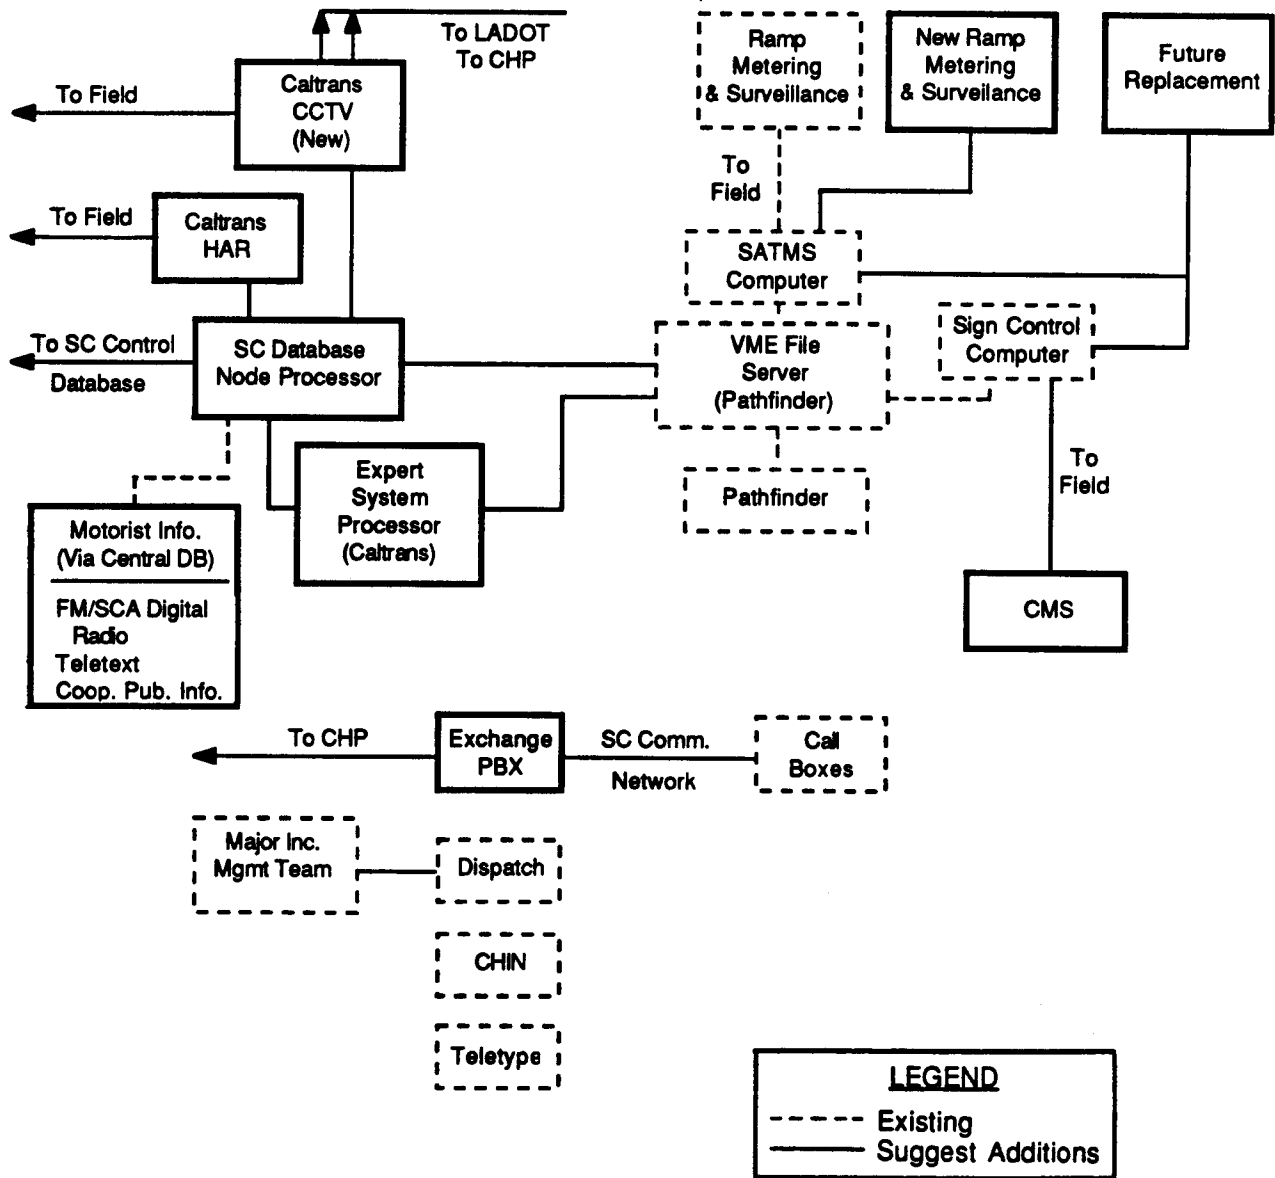 To LADOT
To CHP
Caltrans
CCTV
(New)
To Field
Ramp
Metering
& Surveillance
New Ramp
Metering
& Surveilance
Future
Replacement
To
Field
To Field
Caltrans
HAR
SATMS
Computer
To SC Control
Database
SC Database
Node Processor
VME File
Server
(Pathfinder)
Sign Control
Computer
Expert
System
Processor
(Caltrans)
Pathfinder
To
Field
Motorist Info.
(Via Central DB)
FM/SCA Digital
Radio
Teletext
Coop. Pub. Info.
CMS
To CHP
Exchange
PBX
SC Comm.
Network
Call
Boxes
Major Inc.
Mgmt Team
Dispatch
CHIN
Teletype
LEGEND
Existing
Suggest Additions